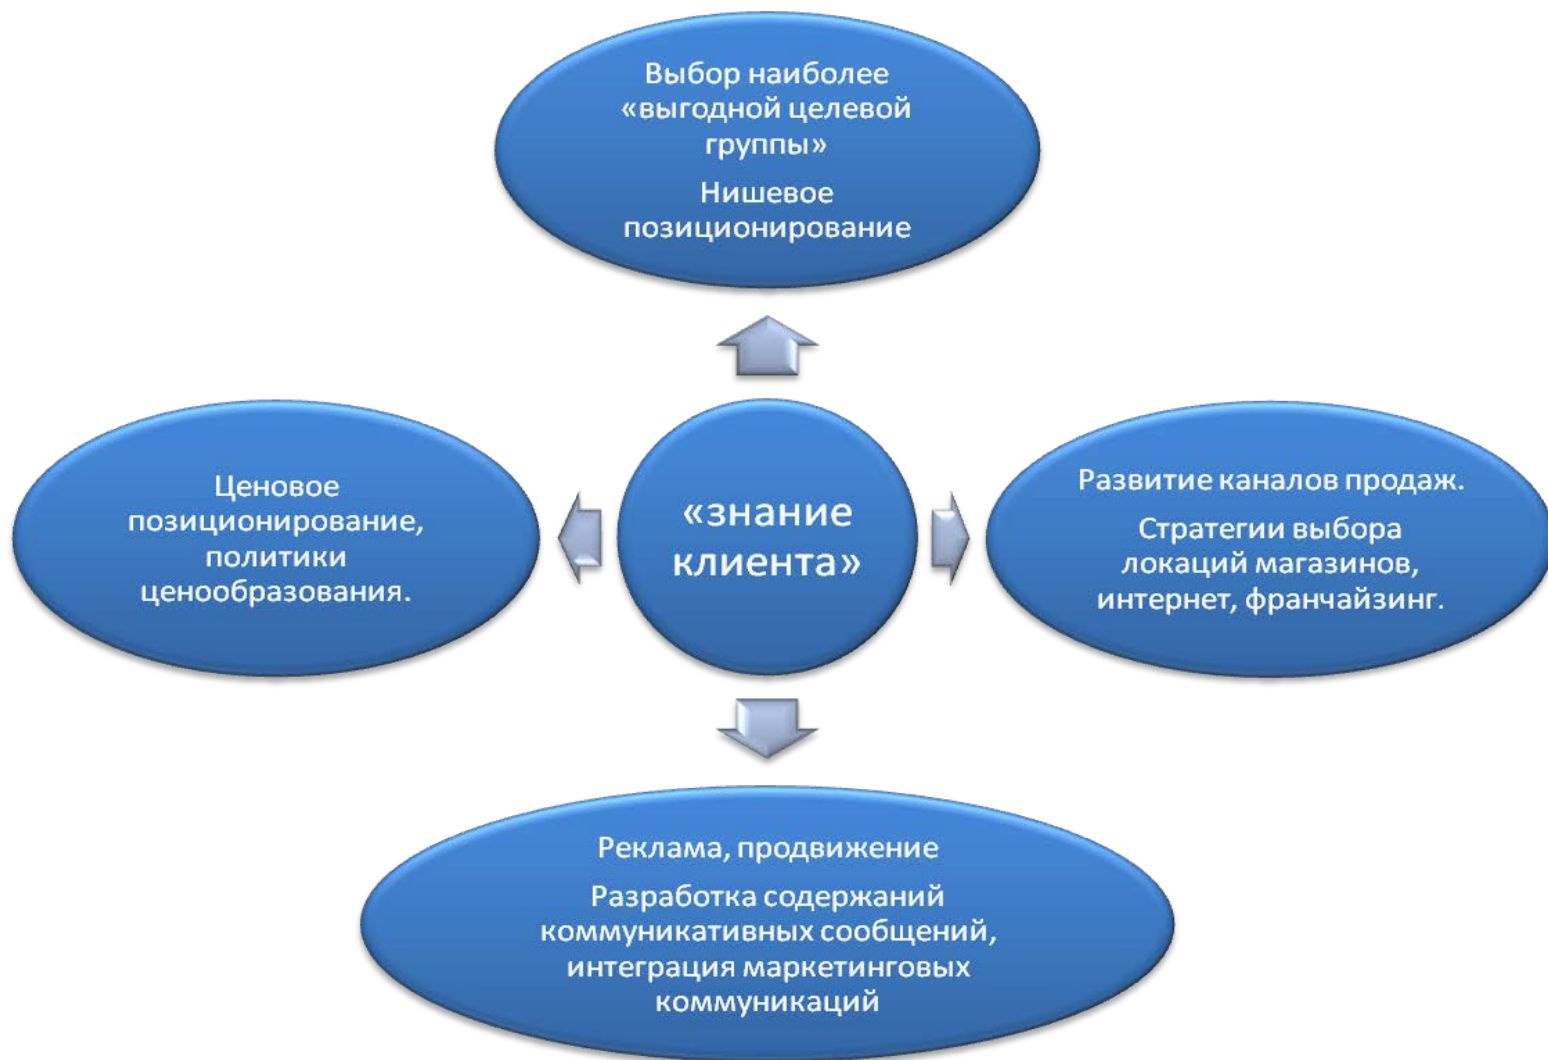 Выбор наиболее
«выгодной целевой
группы»
Нишевое
позиционирование
Ценовое
позиционирование,
политики
ценообразования.
«знание
клиента»
Развитие каналов продаж.
Стратегии выбора
локаций магазинов,
интернет, франчайзинг.
Реклама, продвижение
Разработка содержаний
коммуникативных сообщений,
интеграция маркетинговых
коммуникаций